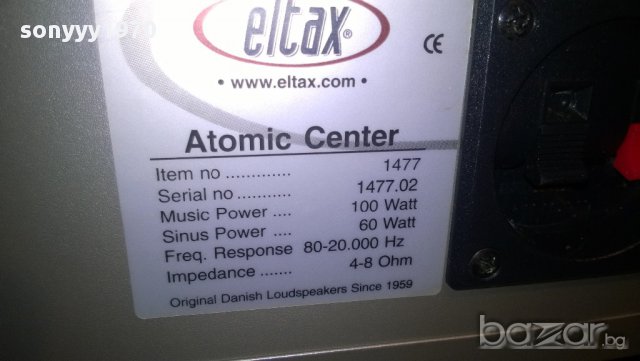 sonyyy1970
eltax®
CE
• www.eltax.com •
Atomic Center
Item no ............. 1477
Serial no ........... 1477.02
Music Power .... 100 Watt
Sinus Power .... 60 Watt
Freq. Response 80-20.000 Hz
Impedance ....... 4-8 Ohm
Original Danish Loudspeakers Since 1959
bazar.bg